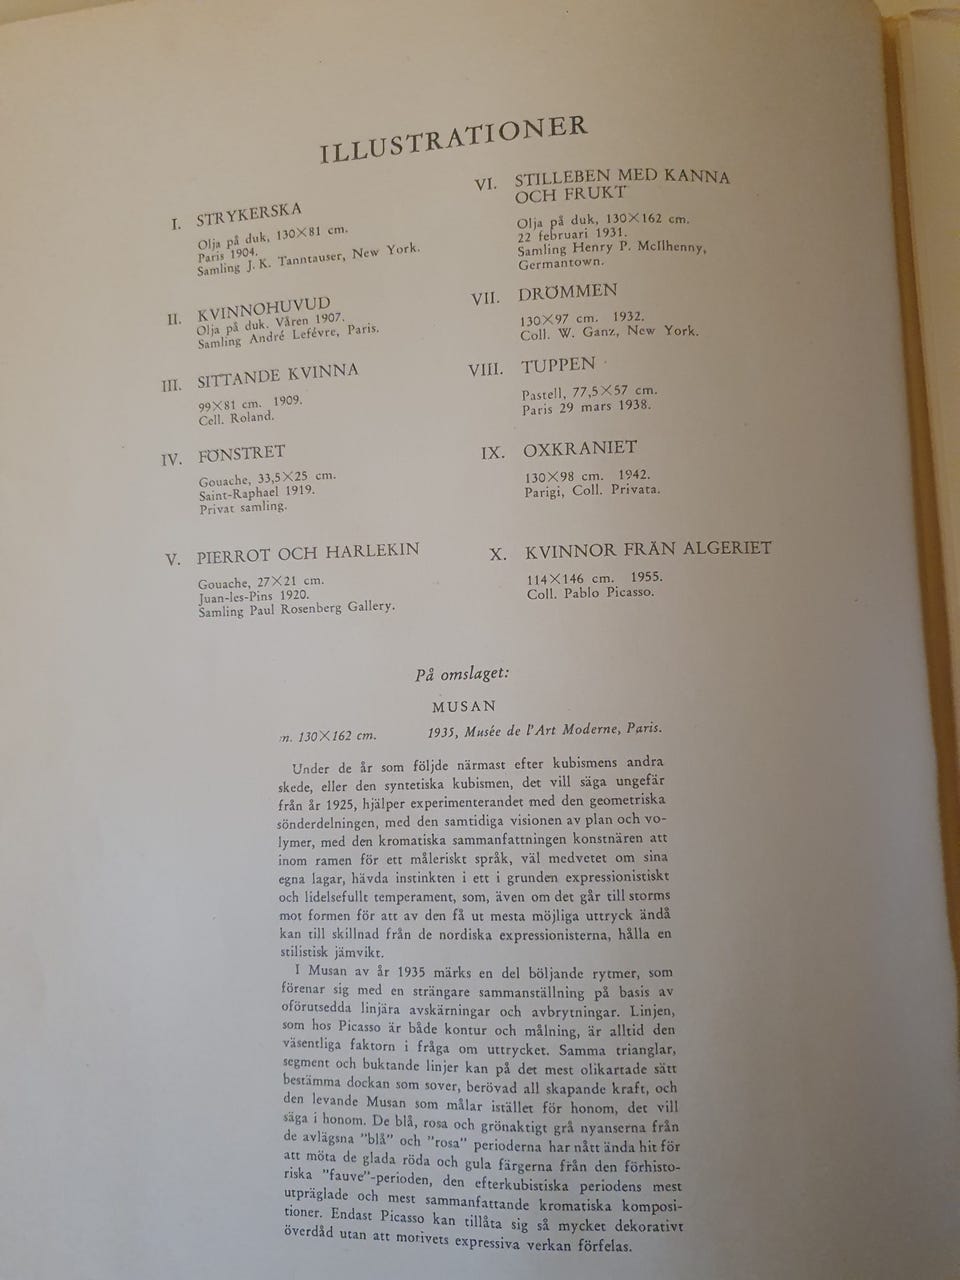 ILLUSTRATIONER
I. STRYKERSKA
Olja på duk, 130×81 cm.
Paris 1904.
Samling J. K. Tanntauser, New York.
II. KVINNOHUVUD
Olja på duk. Våren 1907.
Samling André Lefévre, Paris.
III. SITTANDE KVINNA
99×81 cm. 1909.
Cell. Roland.
IV. FÖNSTRET
Gouache, 33,5×25 cm.
Saint-Raphael 1919.
Privat samling.
V. PIERROT OCH HARLEKIN
Gouache, 27×21 cm.
Juan-les-Pins 1920.
Samling Paul Rosenberg Gallery.
VI. STILLEBEN MED KANNA
OCH FRUKT
Olja på duk, 130×162 cm.
22 februari 1931.
Samling Henry P. McIlhenny,
Germantown.
VII. DRÖMMEN
130×97 cm. 1932.
Coll. W. Ganz, New York.
VIII. TUPPEN
Pastell, 77,5×57 cm.
Paris 29 mars 1938.
IX. OXKRANIET
130×98 cm. 1942.
Parigi, Coll. Privata.
X. KVINNOR FRÅN ALGERIET
114×146 cm. 1955.
Coll. Pablo Picasso.
På omslaget:
MUSAN
m. 130×162 cm. 1935, Musée de l'Art Moderne, Paris.
Under de år som följde närmast efter kubismens andra
skede, eller den syntetiska kubismen, det vill säga ungefär
från år 1925, hjälper experimenterandet med den geometriska
sönderdelningen, med den samtidiga visionen av plan och vo-
lymer, med den kromatiska sammanfattningen konstnären att
inom ramen för ett måleriskt språk, väl medvetet om sina
egna lagar, hävda instinkten i ett i grunden expressionistiskt
och lidelsefullt temperament, som, även om det går till storms
mot formen för att av den få ut mesta möjliga uttryck ändå
kan till skillnad från de nordiska expressionisterna, hålla en
stilistisk jämvikt.
I Musan av år 1935 märks en del böljande rytmer, som
förenar sig med en strängare sammanställning på basis av
oförutsedda linjära avskärningar och avbrytningar. Linjen,
som hos Picasso är både kontur och målning, är alltid den
väsentliga faktorn i fråga om uttrycket. Samma trianglar,
segment och buktande linjer kan på det mest olikartade sätt
bestämma dockan som sover, berövad all skapande kraft, och
den levande Musan som målar istället för honom, det vill
säga i honom. De blå, rosa och grönaktigt grå nyanserna från
de avlägsna "blå" och "rosa" perioderna har nått ända hit för
att möta de glada röda och gula färgerna från den förhisto-
riska "fauve"-perioden, den efterkubistiska periodens mest
utpräglade och mest sammanfattande kromatiska komposi-
tioner. Endast Picasso kan tillåta sig så mycket dekorativt
överdåd utan att motivets expressiva verkan förfelas.